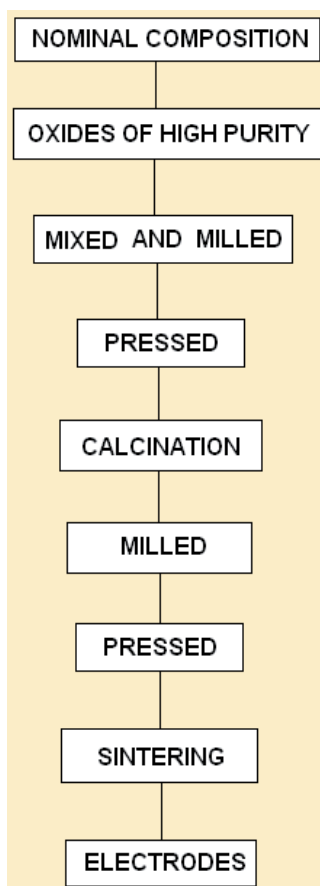 NOMINAL COMPOSITION
OXIDES OF HIGH PURITY
MIXED AND MILLED
PRESSED
CALCINATION
MILLED
PRESSED
SINTERING
ELECTRODES